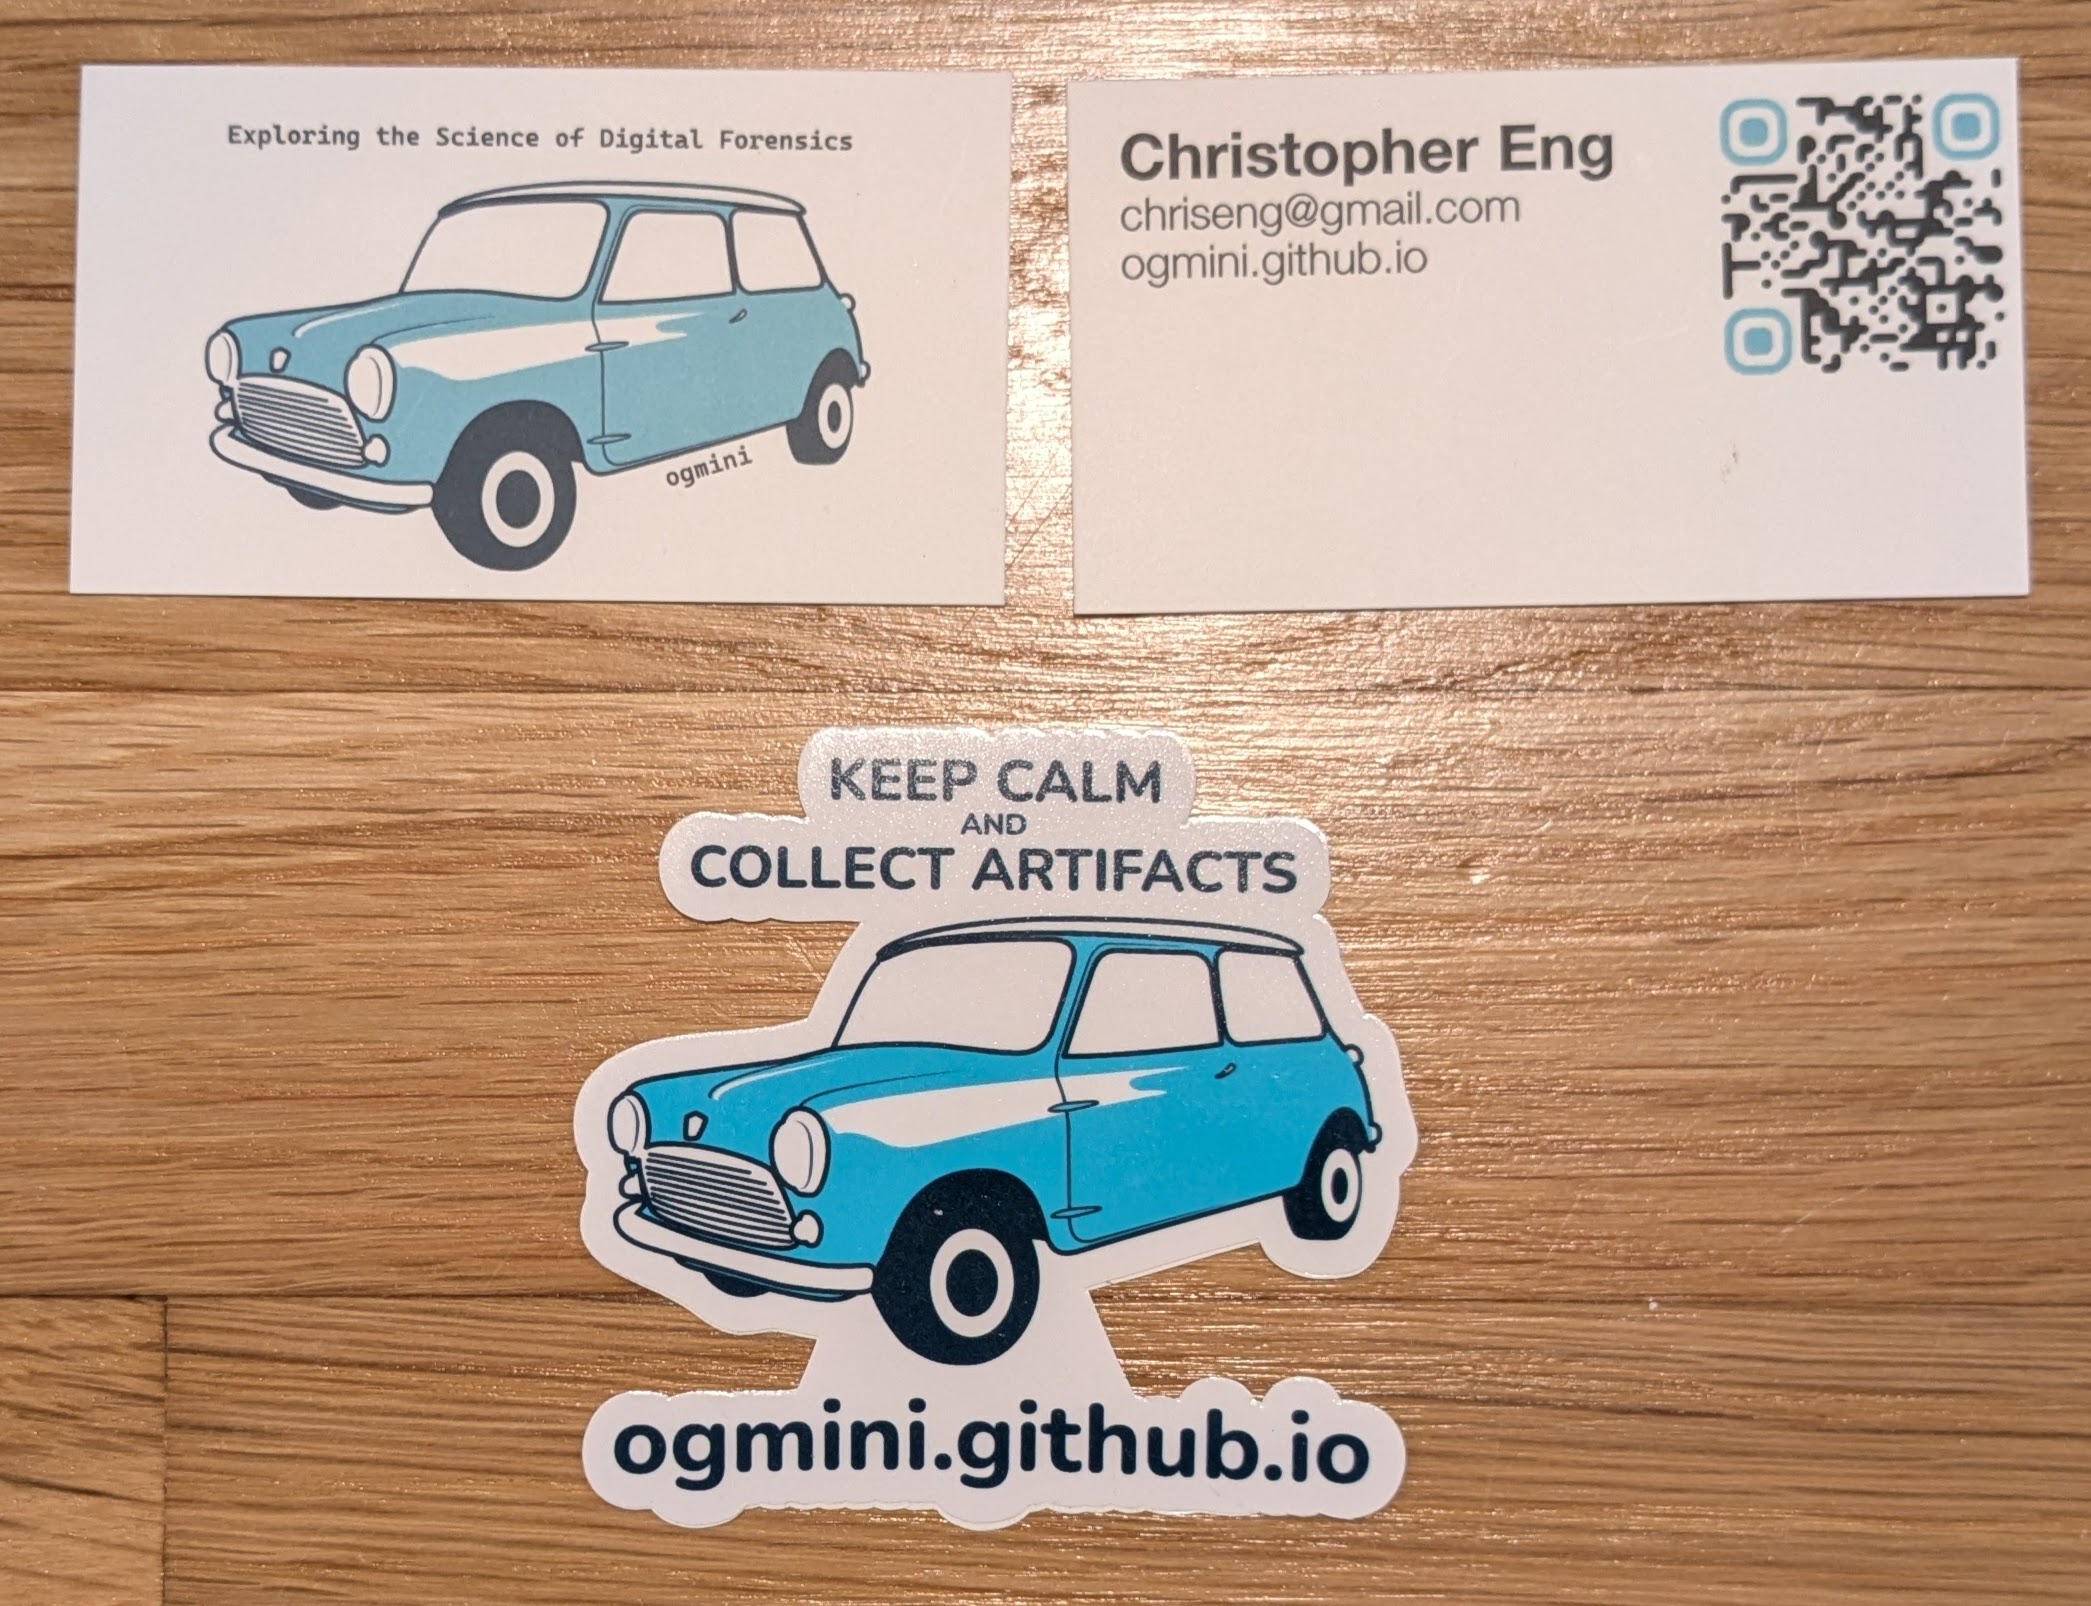 Exploring the Science of Digital Forensics
ogmini
Christopher Eng
chriseng@gmail.com
ogmini.github.io
KEEP CALM
AND
COLLECT ARTIFACTS
ogmini.github.io